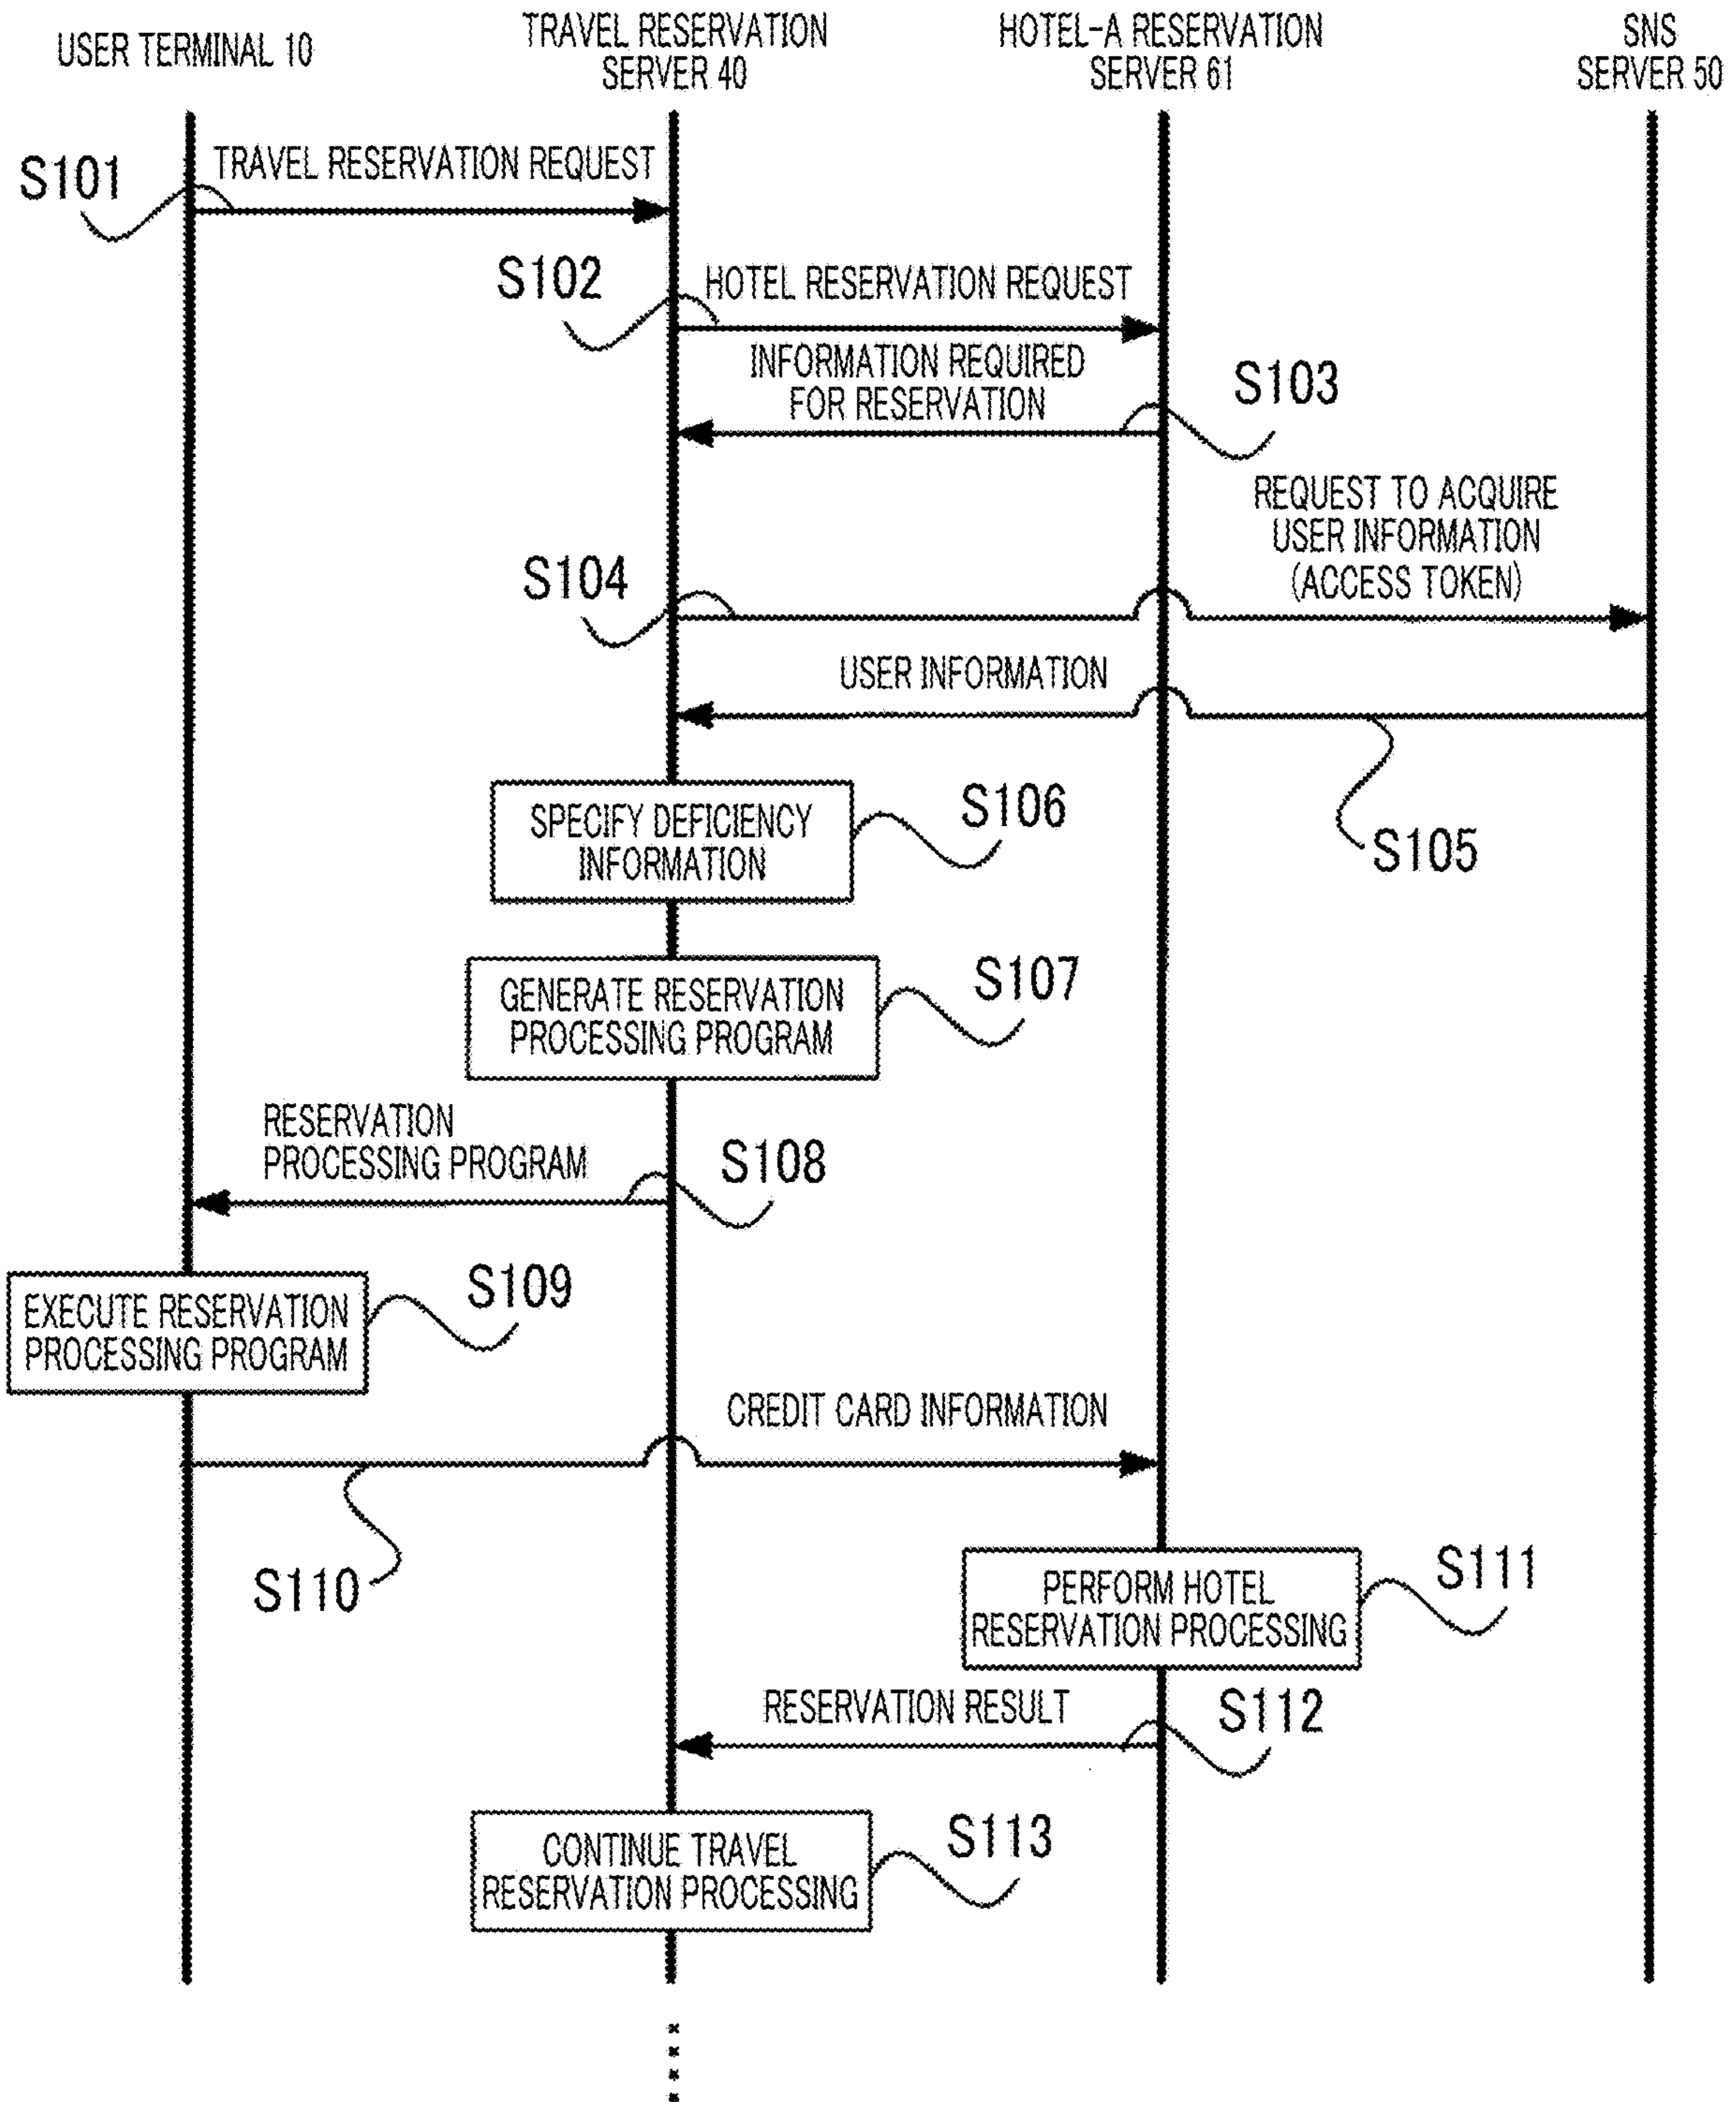 USER TERMINAL 10
TRAVEL RESERVATION
SERVER 40
HOTEL-A RESERVATION
SERVER 61
SNS
SERVER 50
S101
TRAVEL RESERVATION REQUEST
S102
HOTEL RESERVATION REQUEST
INFORMATION REQUIRED
FOR RESERVATION
S103
REQUEST TO ACQUIRE
USER INFORMATION
(ACCESS TOKEN)
S104
USER INFORMATION
S105
SPECIFY DEFICIENCY
INFORMATION
S106
GENERATE RESERVATION
PROCESSING PROGRAM
S107
RESERVATION
PROCESSING PROGRAM
S108
EXECUTE RESERVATION
PROCESSING PROGRAM
S109
CREDIT CARD INFORMATION
S110
PERFORM HOTEL
RESERVATION PROCESSING
S111
RESERVATION RESULT
S112
CONTINUE TRAVEL
RESERVATION PROCESSING
S113